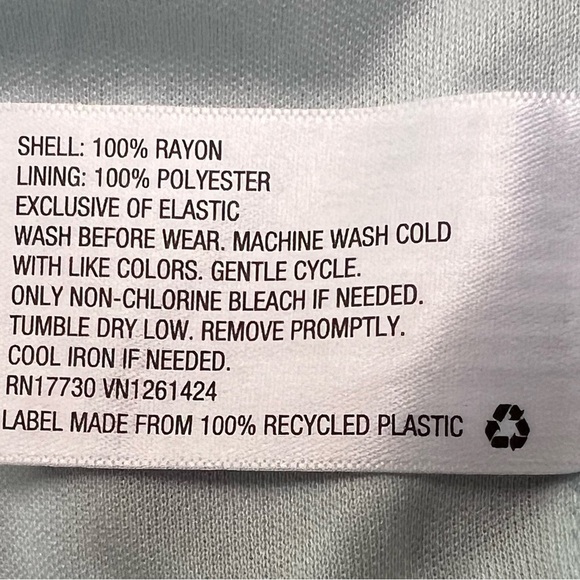 SHELL: 100% RAYON
LINING: 100% POLYESTER
EXCLUSIVE OF ELASTIC
WASH BEFORE WEAR. MACHINE WASH COLD
WITH LIKE COLORS. GENTLE CYCLE.
ONLY NON-CHLORINE BLEACH IF NEEDED.
TUMBLE DRY LOW. REMOVE PROMPTLY.
COOL IRON IF NEEDED.
RN17730 VN1261424
LABEL MADE FROM 100% RECYCLED PLASTIC